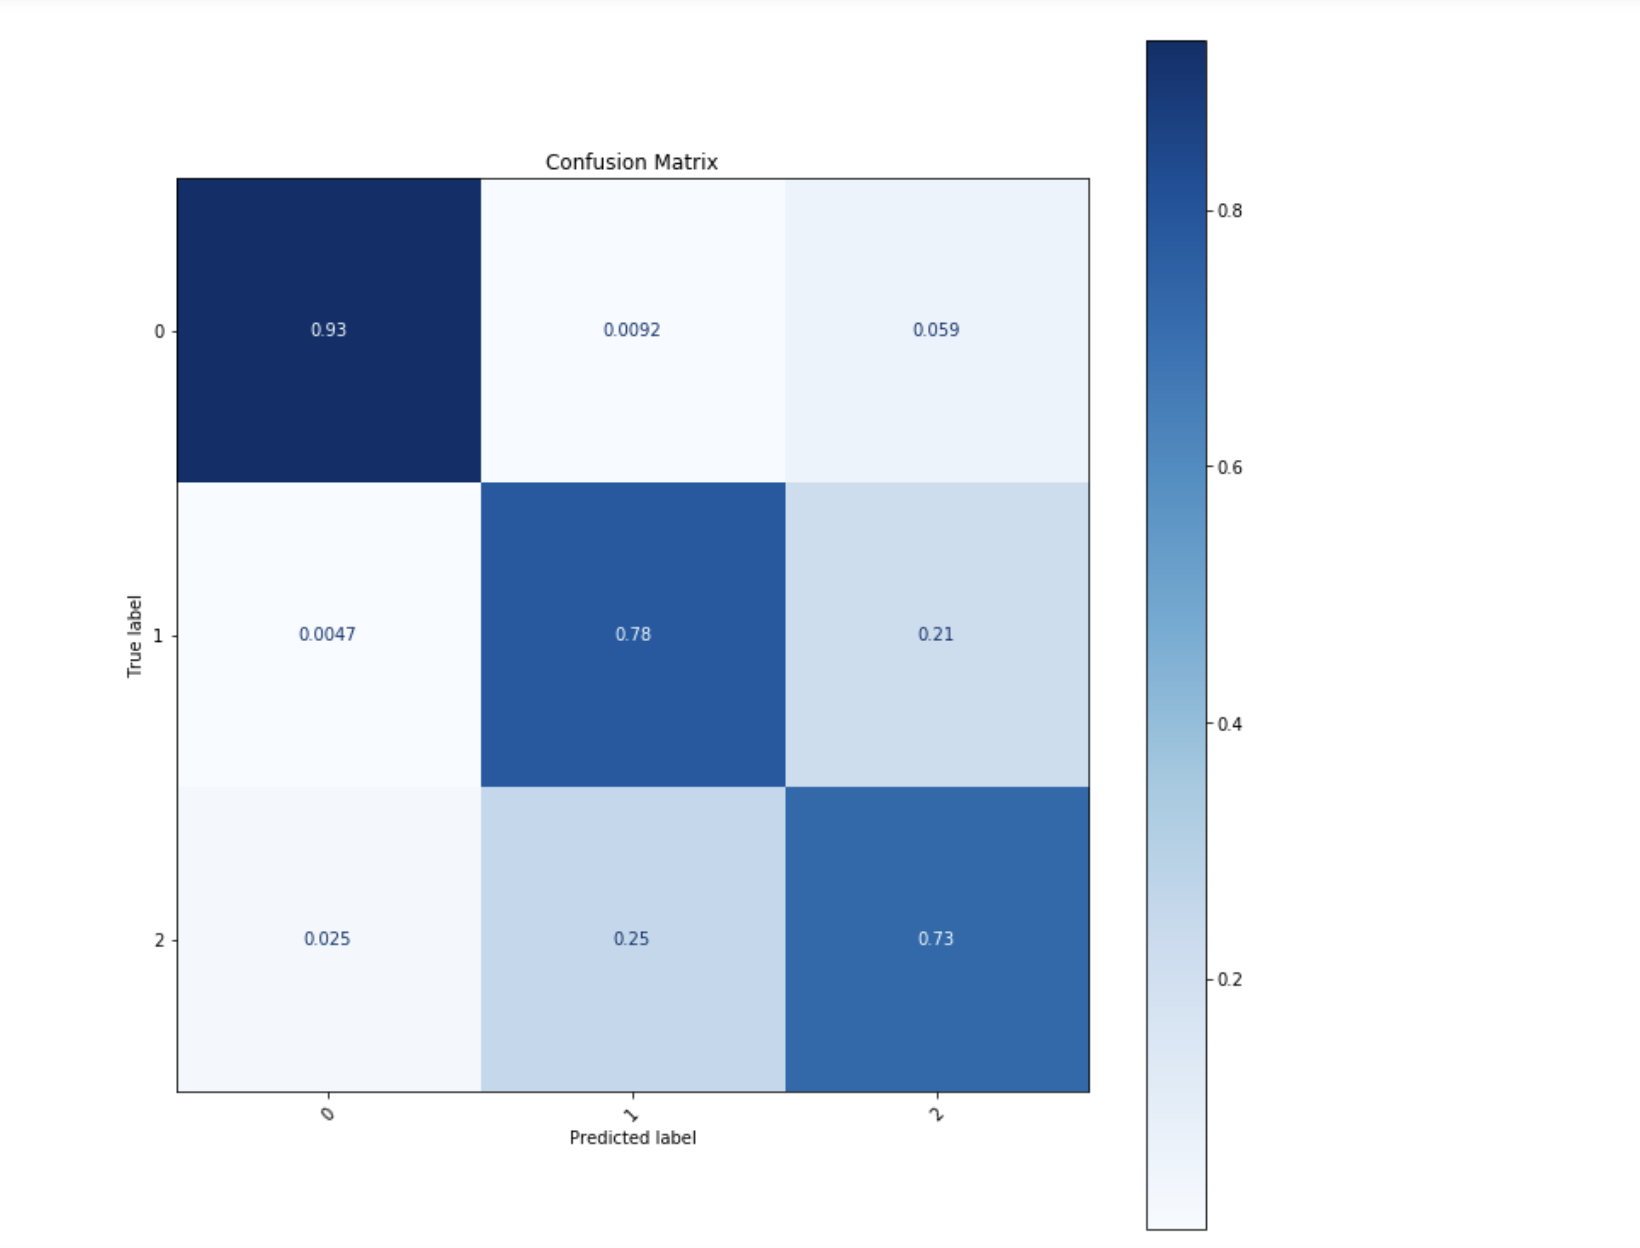 Confusion Matrix
0.8
0 0.93 0.0092 0.059
0.6
True label
1 0.0047 0.78 0.21
0.4
2 0.025 0.25 0.73
0.2
0 1 2
Predicted label